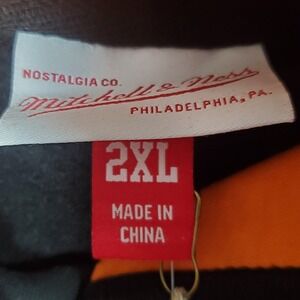 NOSTALGIA CO.
Mitchell & Ness
PHILADELPHIA, PA.
2XL
MADE IN
CHINA